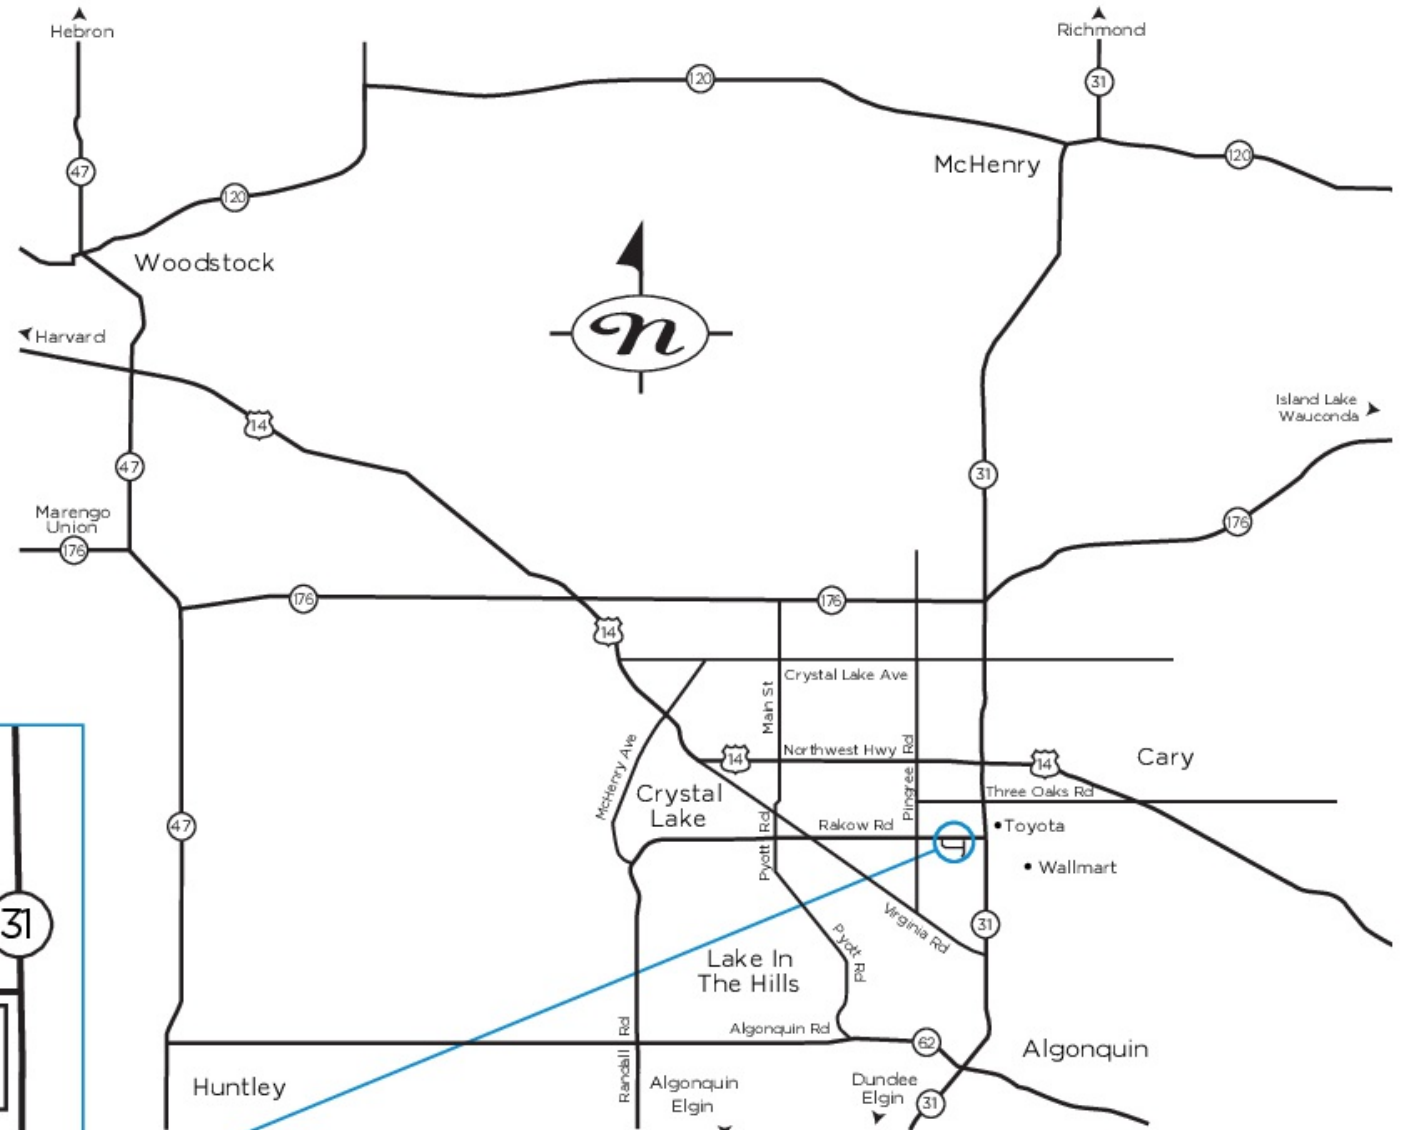 Hebron
Richmond
120
31
47
McHenry
120
120
Woodstock
n
Harvard
Island Lake
Wauconda
14
47
31
Marengo
Union
176
176
176
176
14
Crystal Lake Ave
Main St
McHenry Ave
14
Northwest Hwy
Pingree Rd
14
Cary
Three Oaks Rd
Crystal
Lake
Pyott Rd
Rakow Rd
Toyota
47
Wallmart
31
Virginia Rd
31
Pyott Rd
Lake In
The Hills
Randall Rd
Algonquin Rd
62
Algonquin
Huntley
Algonquin
Elgin
Dundee
Elgin
31